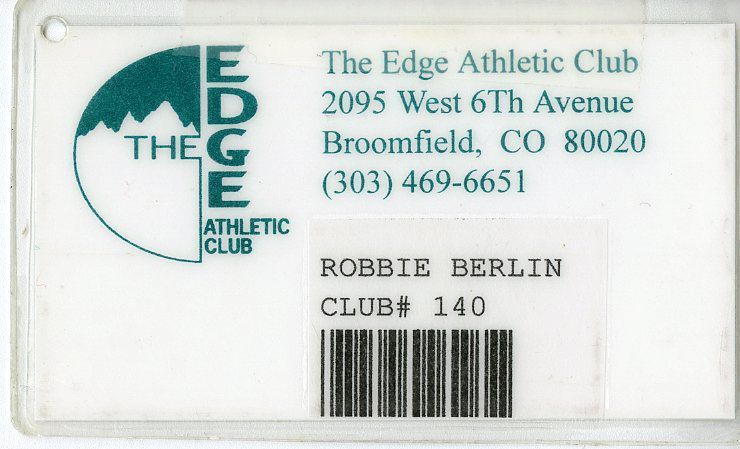 THE
EDGE
ATHLETIC
CLUB
The Edge Athletic Club
2095 West 6Th Avenue
Broomfield, CO 80020
(303) 469-6651
ROBBIE BERLIN
CLUB# 140